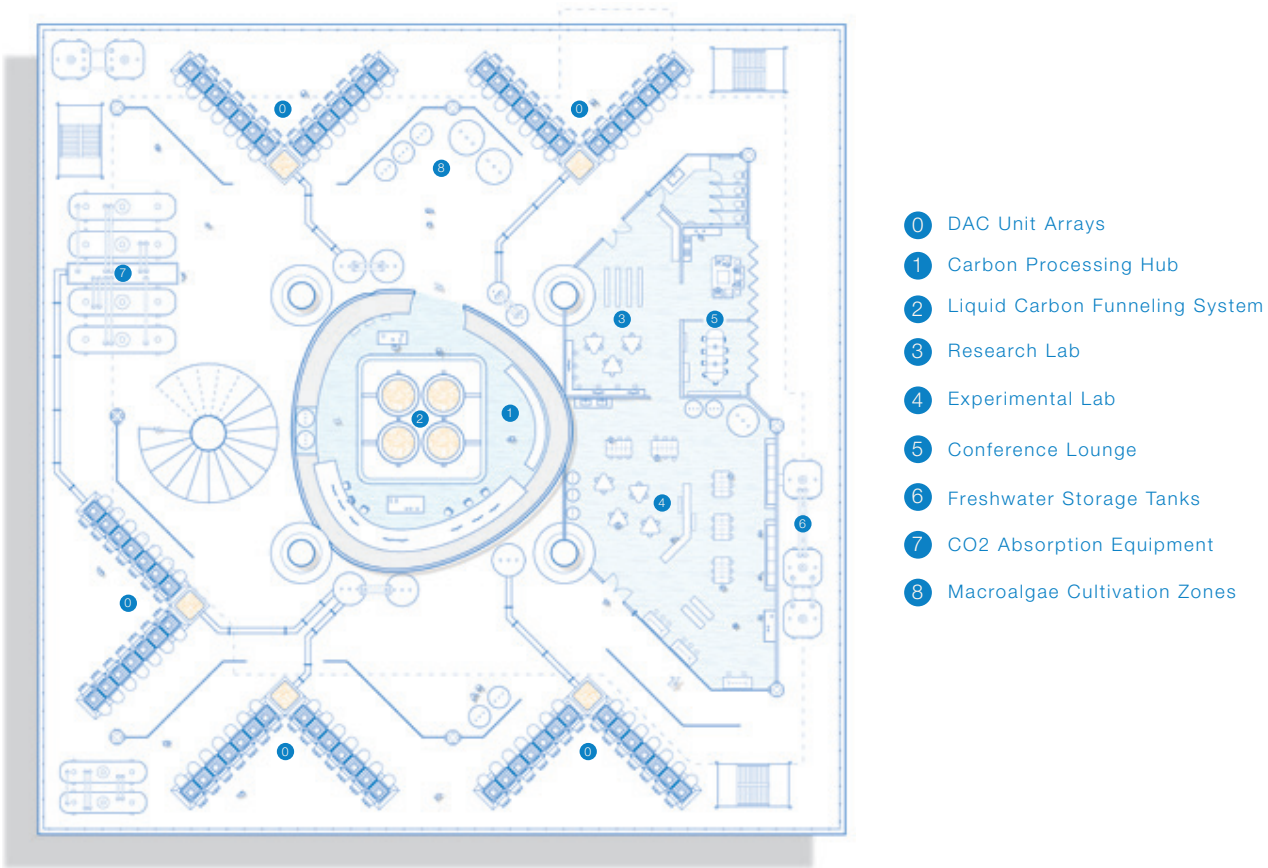 0
0
8
7
3
5
2
1
4
6
0
0
0
0 DAC Unit Arrays
1 Carbon Processing Hub
2 Liquid Carbon Funneling System
3 Research Lab
4 Experimental Lab
5 Conference Lounge
6 Freshwater Storage Tanks
7 CO2 Absorption Equipment
8 Macroalgae Cultivation Zones